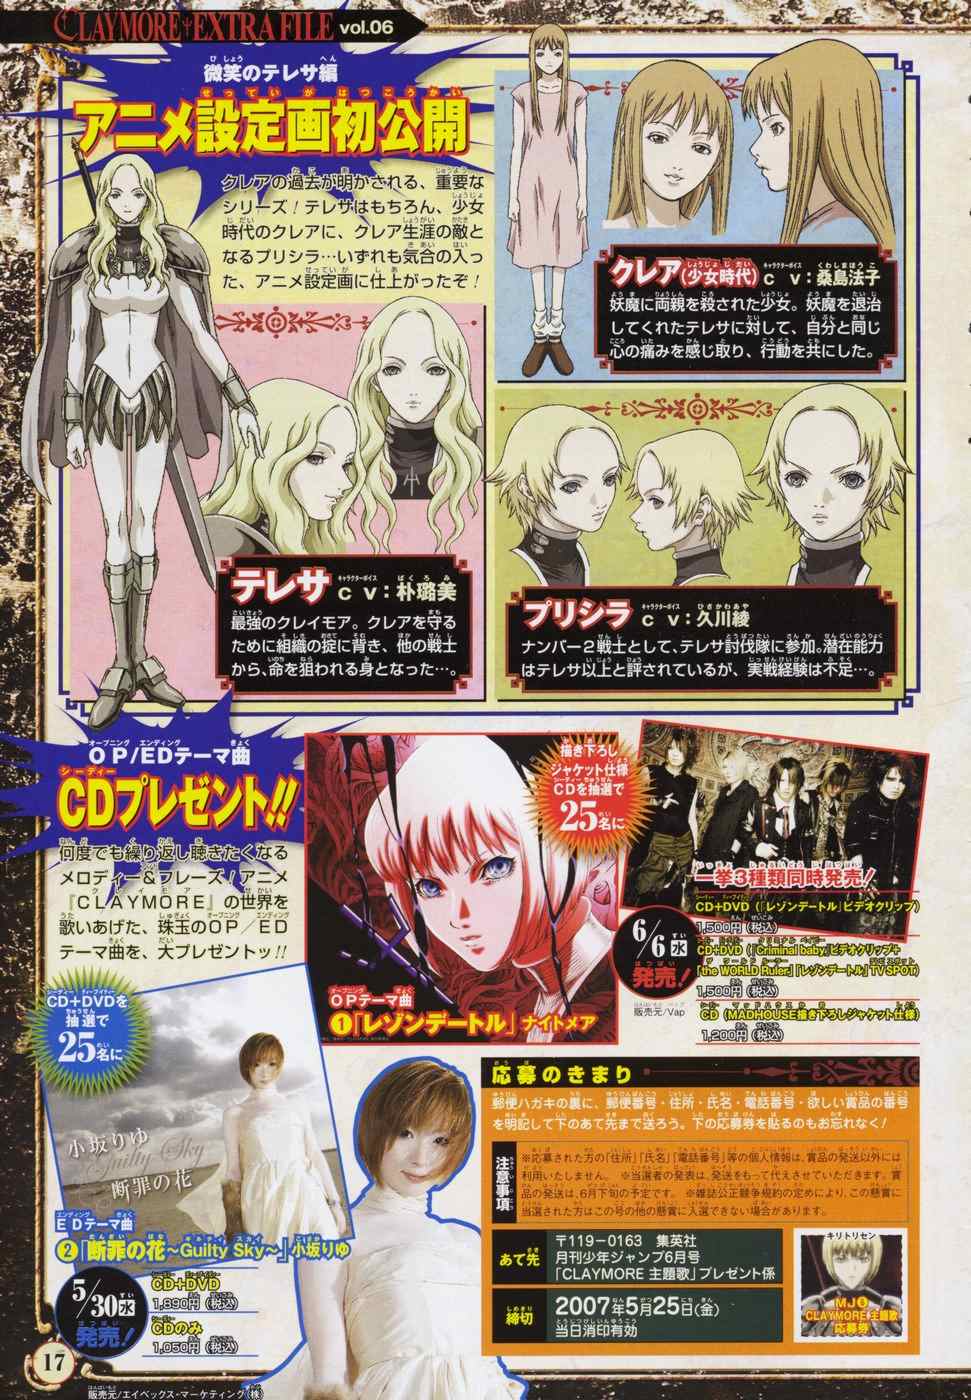 CLAYMORE EXTRA FILE vol.06
微笑のテレサ編
アニメ設定画初公開
クレアの過去が明かされる、重要な
シリーズ！テレサはもちろん、少女
時代のクレアに、クレア生涯の敵と
なるプリシラ…いずれも気合の入っ
た、アニメ設定画に仕上がったぞ！
クレア(少女時代) キャラクターボイス ＣＶ：桑島法子
妖魔に両親を殺された少女。妖魔を退治
してくれたテレサに対して、自分と同じ
心の痛みを感じ取り、行動を共にした。
テレサ キャラクターボイス ＣＶ：朴璐美
最強のクレイモア。クレアを守る
ために組織の掟に背き、他の戦士
から、命を狙われる身となった…。
プリシラ キャラクターボイス ＣＶ：久川綾
ナンバー２戦士として、テレサ討伐隊に参加。潜在能力
はテレサ以上と評されているが、実戦経験は不足…。
OP/EDテーマ曲
CDプレゼント!!
何度でも繰り返し聴きたくなる
メロディー＆フレーズ！アニメ
『CLAYMORE』の世界を
歌いあげた、珠玉のOP／ED
テーマ曲を、大プレゼントッ!!
描き下ろし
ジャケット仕様
CDを抽選で
25名に
OPテーマ曲
❶「レゾンデートル」ナイトメア
6/6水
発売！
販売元/Vap
一挙3種類同時発売！
CD+DVD（「レゾンデートル」ビデオクリップ）
1,500円（税込）
CD+DVD（「Criminal baby」ビデオクリップ+
「the WORLD Ruler」「レゾンデートル」TV SPOT）
1,500円（税込）
CD（MADHOUSE描き下ろしジャケット仕様）
1,200円（税込）
CD+DVDを
抽選で
25名に
小坂りゆ
Guilty Sky
断罪の花
EDテーマ曲
❷「断罪の花～Guilty Sky～」小坂りゆ
5/30水
発売！
CD+DVD
1,890円（税込）
CDのみ
1,050円（税込）
販売元/エイベックス・マーケティング(株)
応募のきまり
郵便ハガキの裏に、郵便番号・住所・氏名・電話番号・欲しい賞品の番号
を明記して下のあて先まで送ろう。下の応募券を貼るのもお忘れなく！
注意事項
※応募された方の「住所」「氏名」「電話番号」等の個人情報は、賞品の発送以外には
利用いたしません。※当選者の発表は、発送をもって代えさせていただきます。賞
品の発送は、6月下旬の予定です。※雑誌公正競争規約の定めにより、この懸賞に
当選された方はこの号の他の懸賞に入選できない場合があります。
あて先
〒119-0163 集英社
月刊少年ジャンプ6月号
「CLAYMORE 主題歌」プレゼント係
締切
2007年5月25日(金)
当日消印有効
キリトリセン
MJ❻
CLAYMORE 主題歌
応募券
17